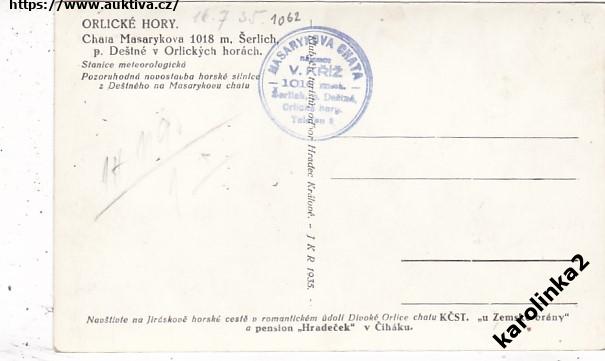 https://www.auktiva.cz/
ORLICKÉ HORY.
16. 7. 35. 1062
Chata Masarykova 1018 m, Šerlich,
p. Deštné v Orlických horách.
Stanice meteorologická
Pozoruhodná novostavba horské silnice
z Deštného na Masarykovu chatu
MASARYKOVA CHATA
V. KŘÍŽ
Šerlich, p. Deštné,
Orlické hory.
Telefon
odbor Hradec Králové. - J K R 1935.
Navštivte na Jiráskově horské cestě v romantickém údolí Divoké Orlice chatu KČST. „u Zemské brány"
a pension „Hradeček" v Čiháku.
karolinka2